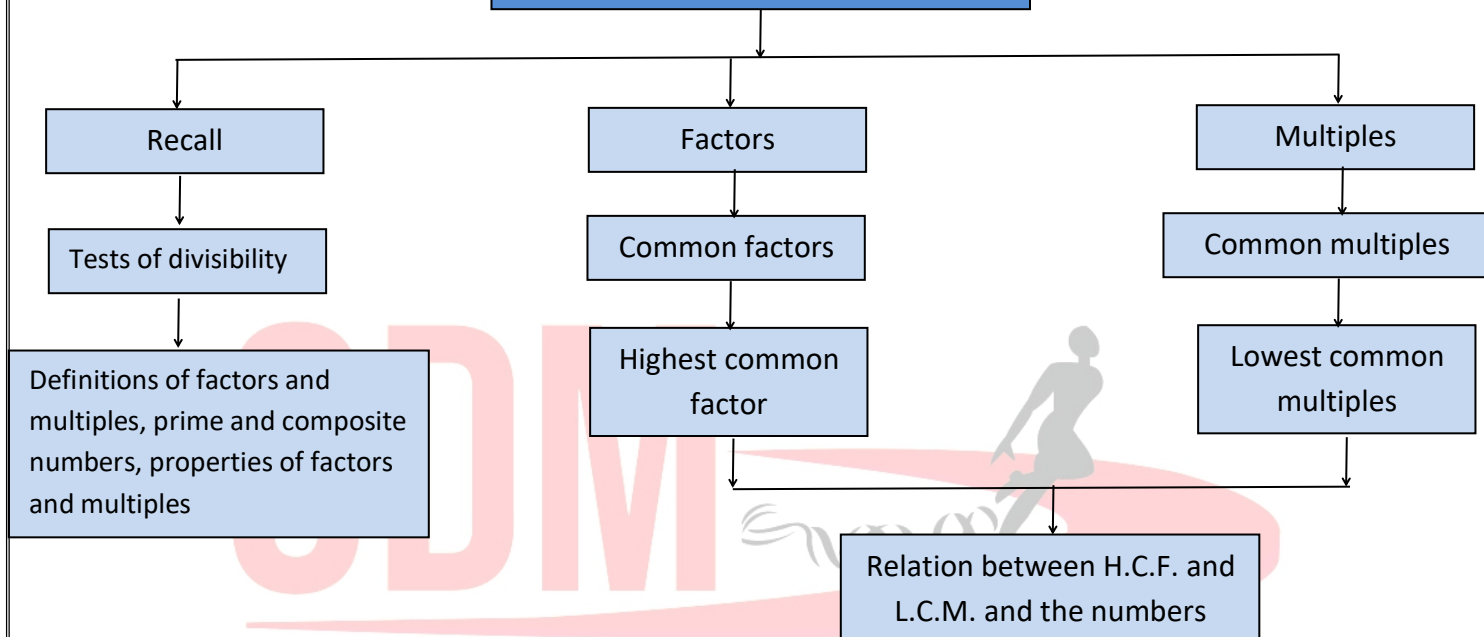 Recall
Factors
Multiples
Tests of divisibility
Common factors
Common multiples
Definitions of factors and
multiples, prime and composite
numbers, properties of factors
and multiples
Highest common
factor
Lowest common
multiples
Relation between H.C.F. and
L.C.M. and the numbers